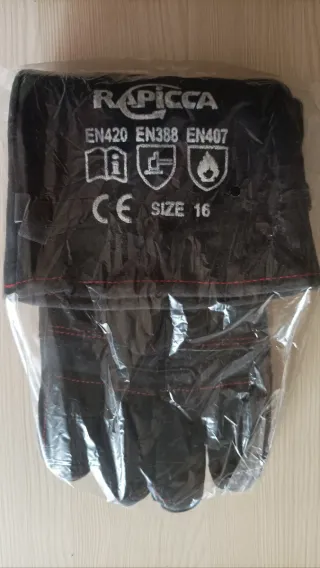 RAPICCA
EN420 EN388 EN407
CE SIZE 16